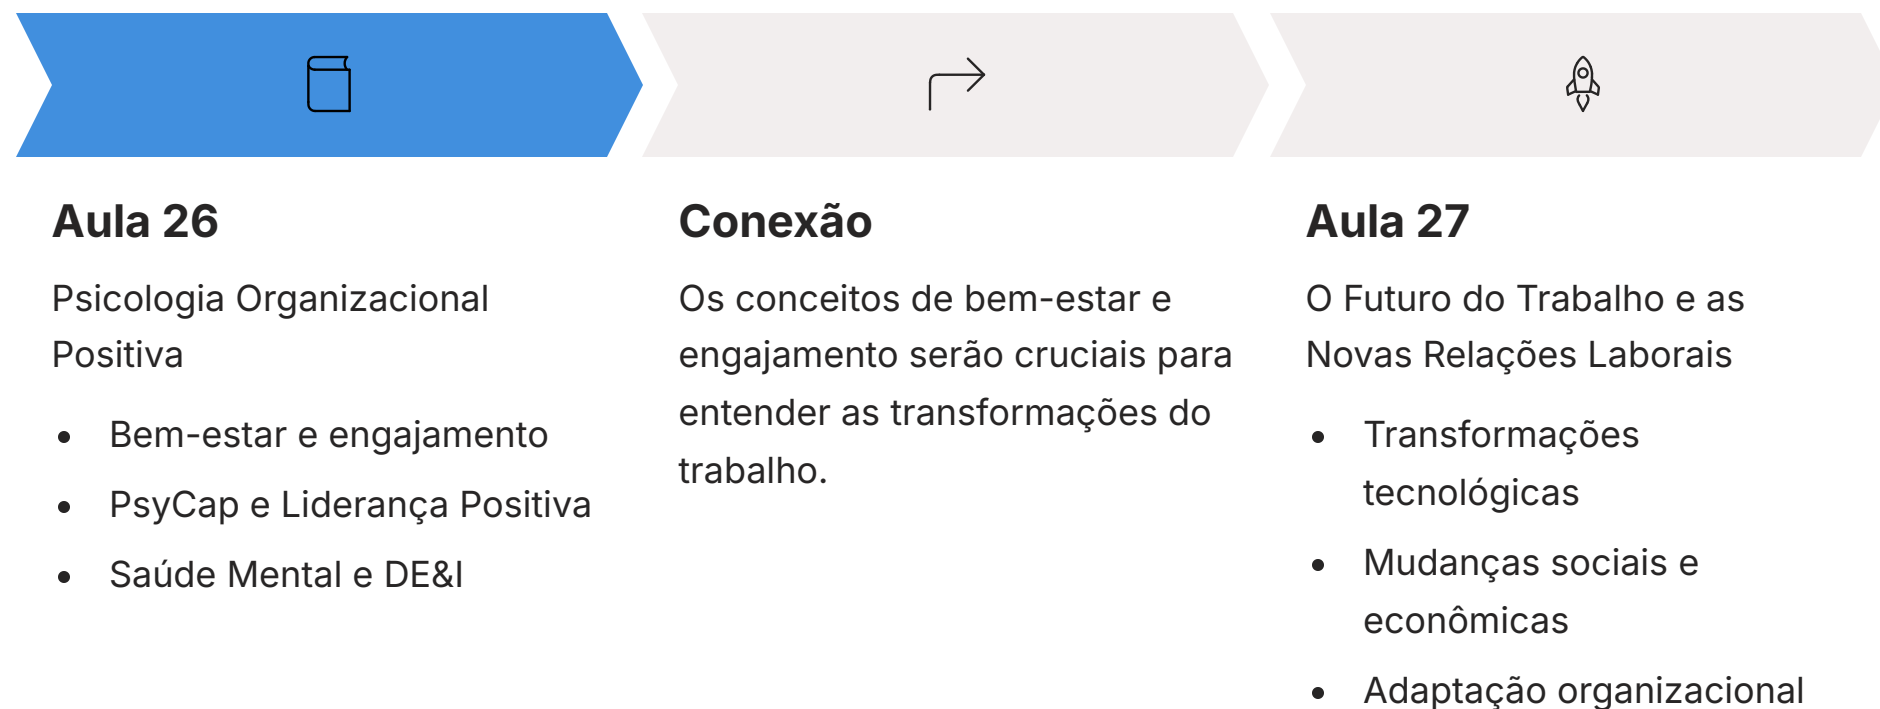 Aula 26
Psicologia Organizacional
Positiva
• Bem-estar e engajamento
• PsyCap e Liderança Positiva
• Saúde Mental e DE&I
Conexão
Os conceitos de bem-estar e
engajamento serão cruciais para
entender as transformações do
trabalho.
Aula 27
O Futuro do Trabalho e as
Novas Relações Laborais
• Transformações
tecnológicas
• Mudanças sociais e
econômicas
• Adaptação organizacional